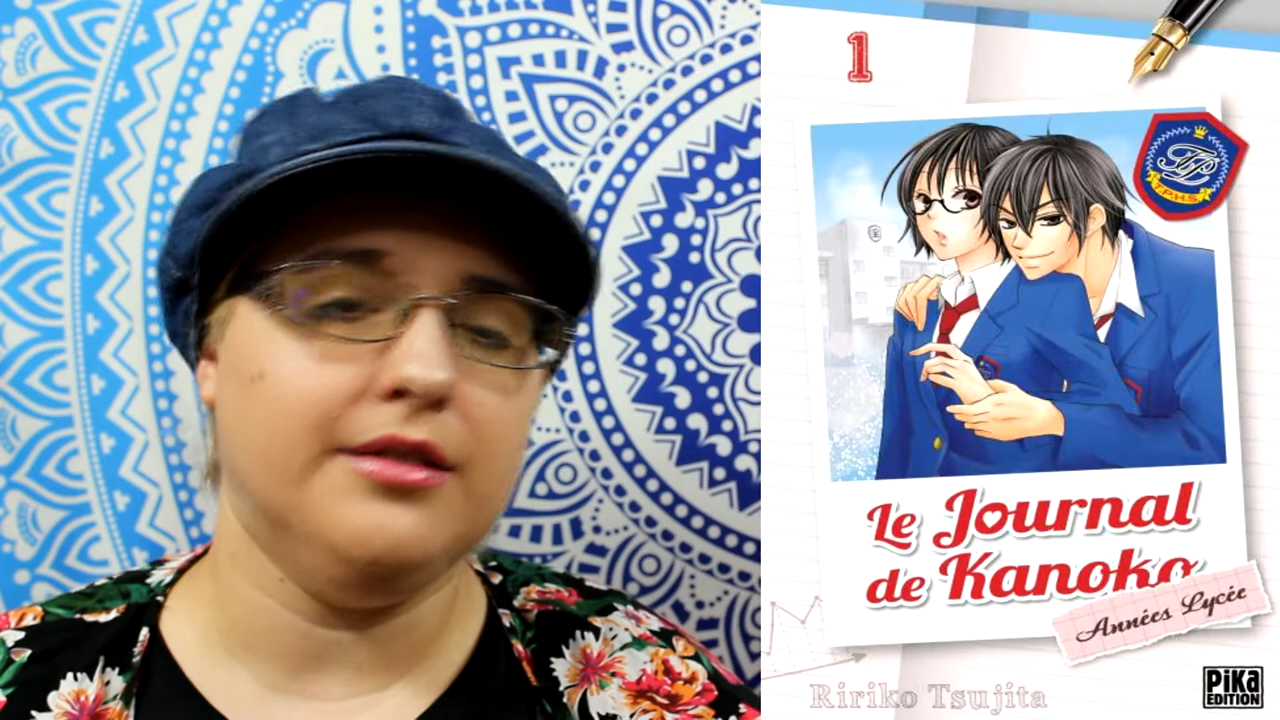 1
T.P.H.S.
Le Journal
de Kanoko
Années Lycée
Ririko Tsujita
PiKa
EDITION